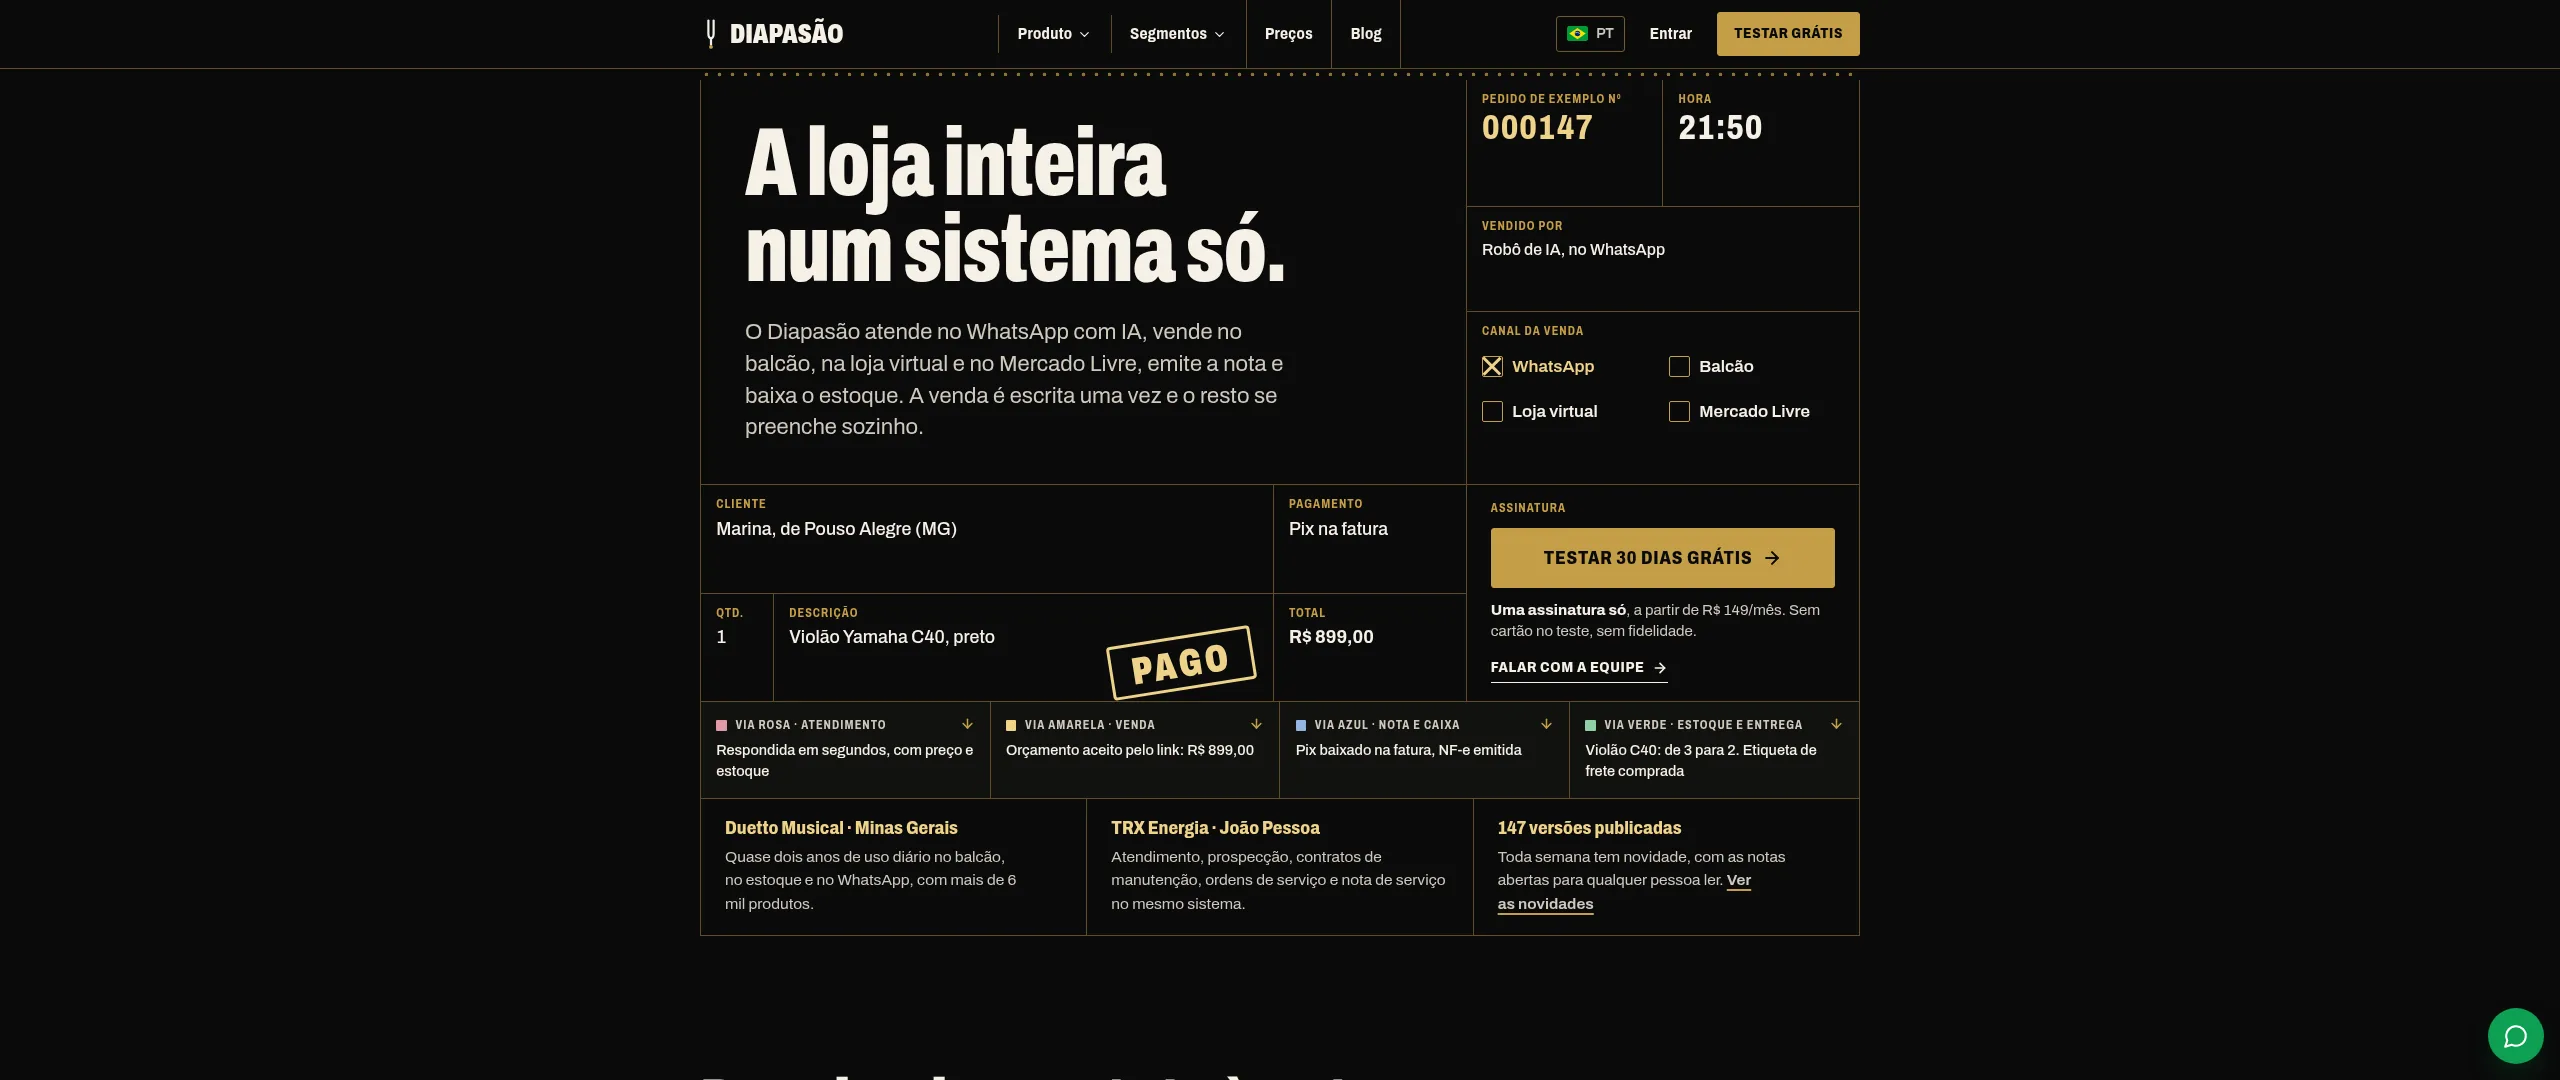 DIAPASÃO
Produto
Segmentos
Preços
Blog
PT
Entrar
TESTAR GRÁTIS
A loja inteira
num sistema só.
O Diapasão atende no WhatsApp com IA, vende no
balcão, na loja virtual e no Mercado Livre, emite a nota e
baixa o estoque. A venda é escrita uma vez e o resto se
preenche sozinho.
PEDIDO DE EXEMPLO Nº
000147
HORA
21:50
VENDIDO POR
Robô de IA, no WhatsApp
CANAL DA VENDA
WhatsApp
Balcão
Loja virtual
Mercado Livre
CLIENTE
Marina, de Pouso Alegre (MG)
PAGAMENTO
Pix na fatura
QTD.
1
DESCRIÇÃO
Violão Yamaha C40, preto
PAGO
TOTAL
R$ 899,00
ASSINATURA
TESTAR 30 DIAS GRÁTIS
Uma assinatura só, a partir de R$ 149/mês. Sem
cartão no teste, sem fidelidade.
FALAR COM A EQUIPE
VIA ROSA · ATENDIMENTO
Respondida em segundos, com preço e
estoque
VIA AMARELA · VENDA
Orçamento aceito pelo link: R$ 899,00
VIA AZUL · NOTA E CAIXA
Pix baixado na fatura, NF-e emitida
VIA VERDE · ESTOQUE E ENTREGA
Violão C40: de 3 para 2. Etiqueta de
frete comprada
Duetto Musical · Minas Gerais
Quase dois anos de uso diário no balcão,
no estoque e no WhatsApp, com mais de 6
mil produtos.
TRX Energia · João Pessoa
Atendimento, prospecção, contratos de
manutenção, ordens de serviço e nota de serviço
no mesmo sistema.
147 versões publicadas
Toda semana tem novidade, com as notas
abertas para qualquer pessoa ler. Ver
as novidades